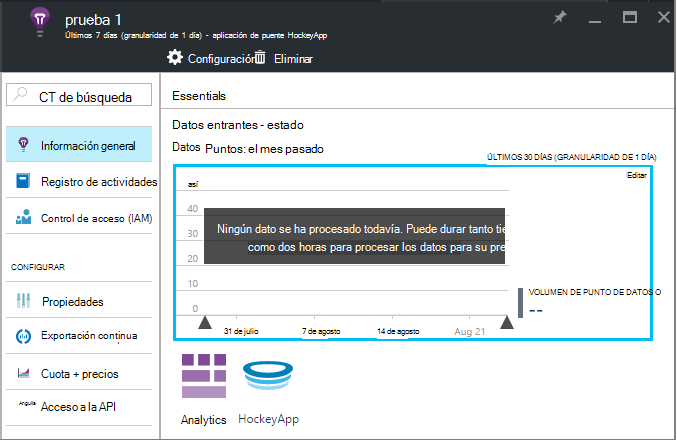 prueba 1
Últimos 7 días (granularidad de 1 día) - aplicación de puente HockeyApp
Configuración
Eliminar
CT de búsqueda
Información general
Registro de actividades
Control de acceso (IAM)
CONFIGURAR
Propiedades
Exportación continua
Cuota + precios
Anguila
Acceso a la API
Essentials
Datos entrantes - estado
Datos Puntos: el mes pasado
ÚLTIMOS 30 DÍAS (GRANULARIDAD DE 1 DÍA)
Editar
así
40
30
20
10
0
Ningún dato se ha procesado todavía. Puede durar tanto tie
como dos horas para procesar los datos para su pre
31 de julio
7 de agosto
14 de agosto
Aug 21
VOLUMEN DE PUNTO DE DATOS O
--
Analytics
HockeyApp